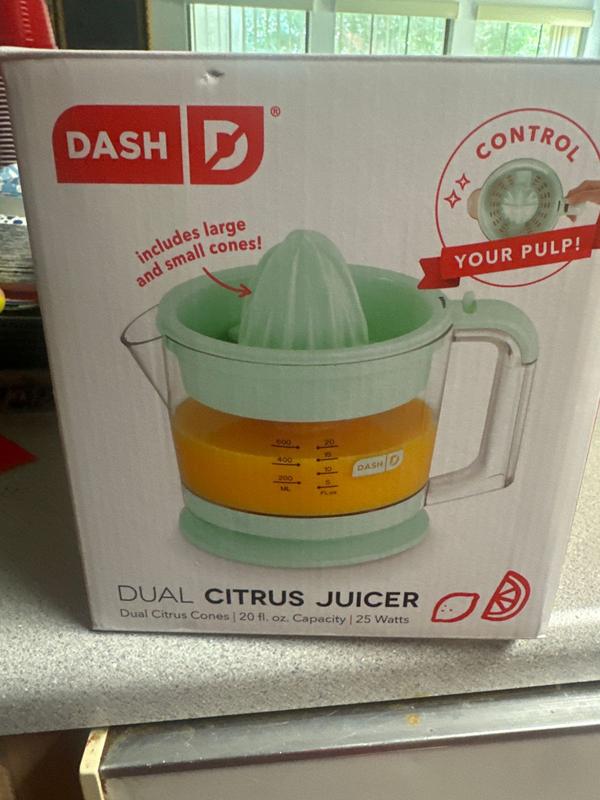 DASH D®
CONTROL
YOUR PULP!
includes large
and small cones!
600 20
400 15
10
200 5
ML FL.oz
DASH D
DUAL CITRUS JUICER
Dual Citrus Cones | 20 fl. oz. Capacity | 25 Watts